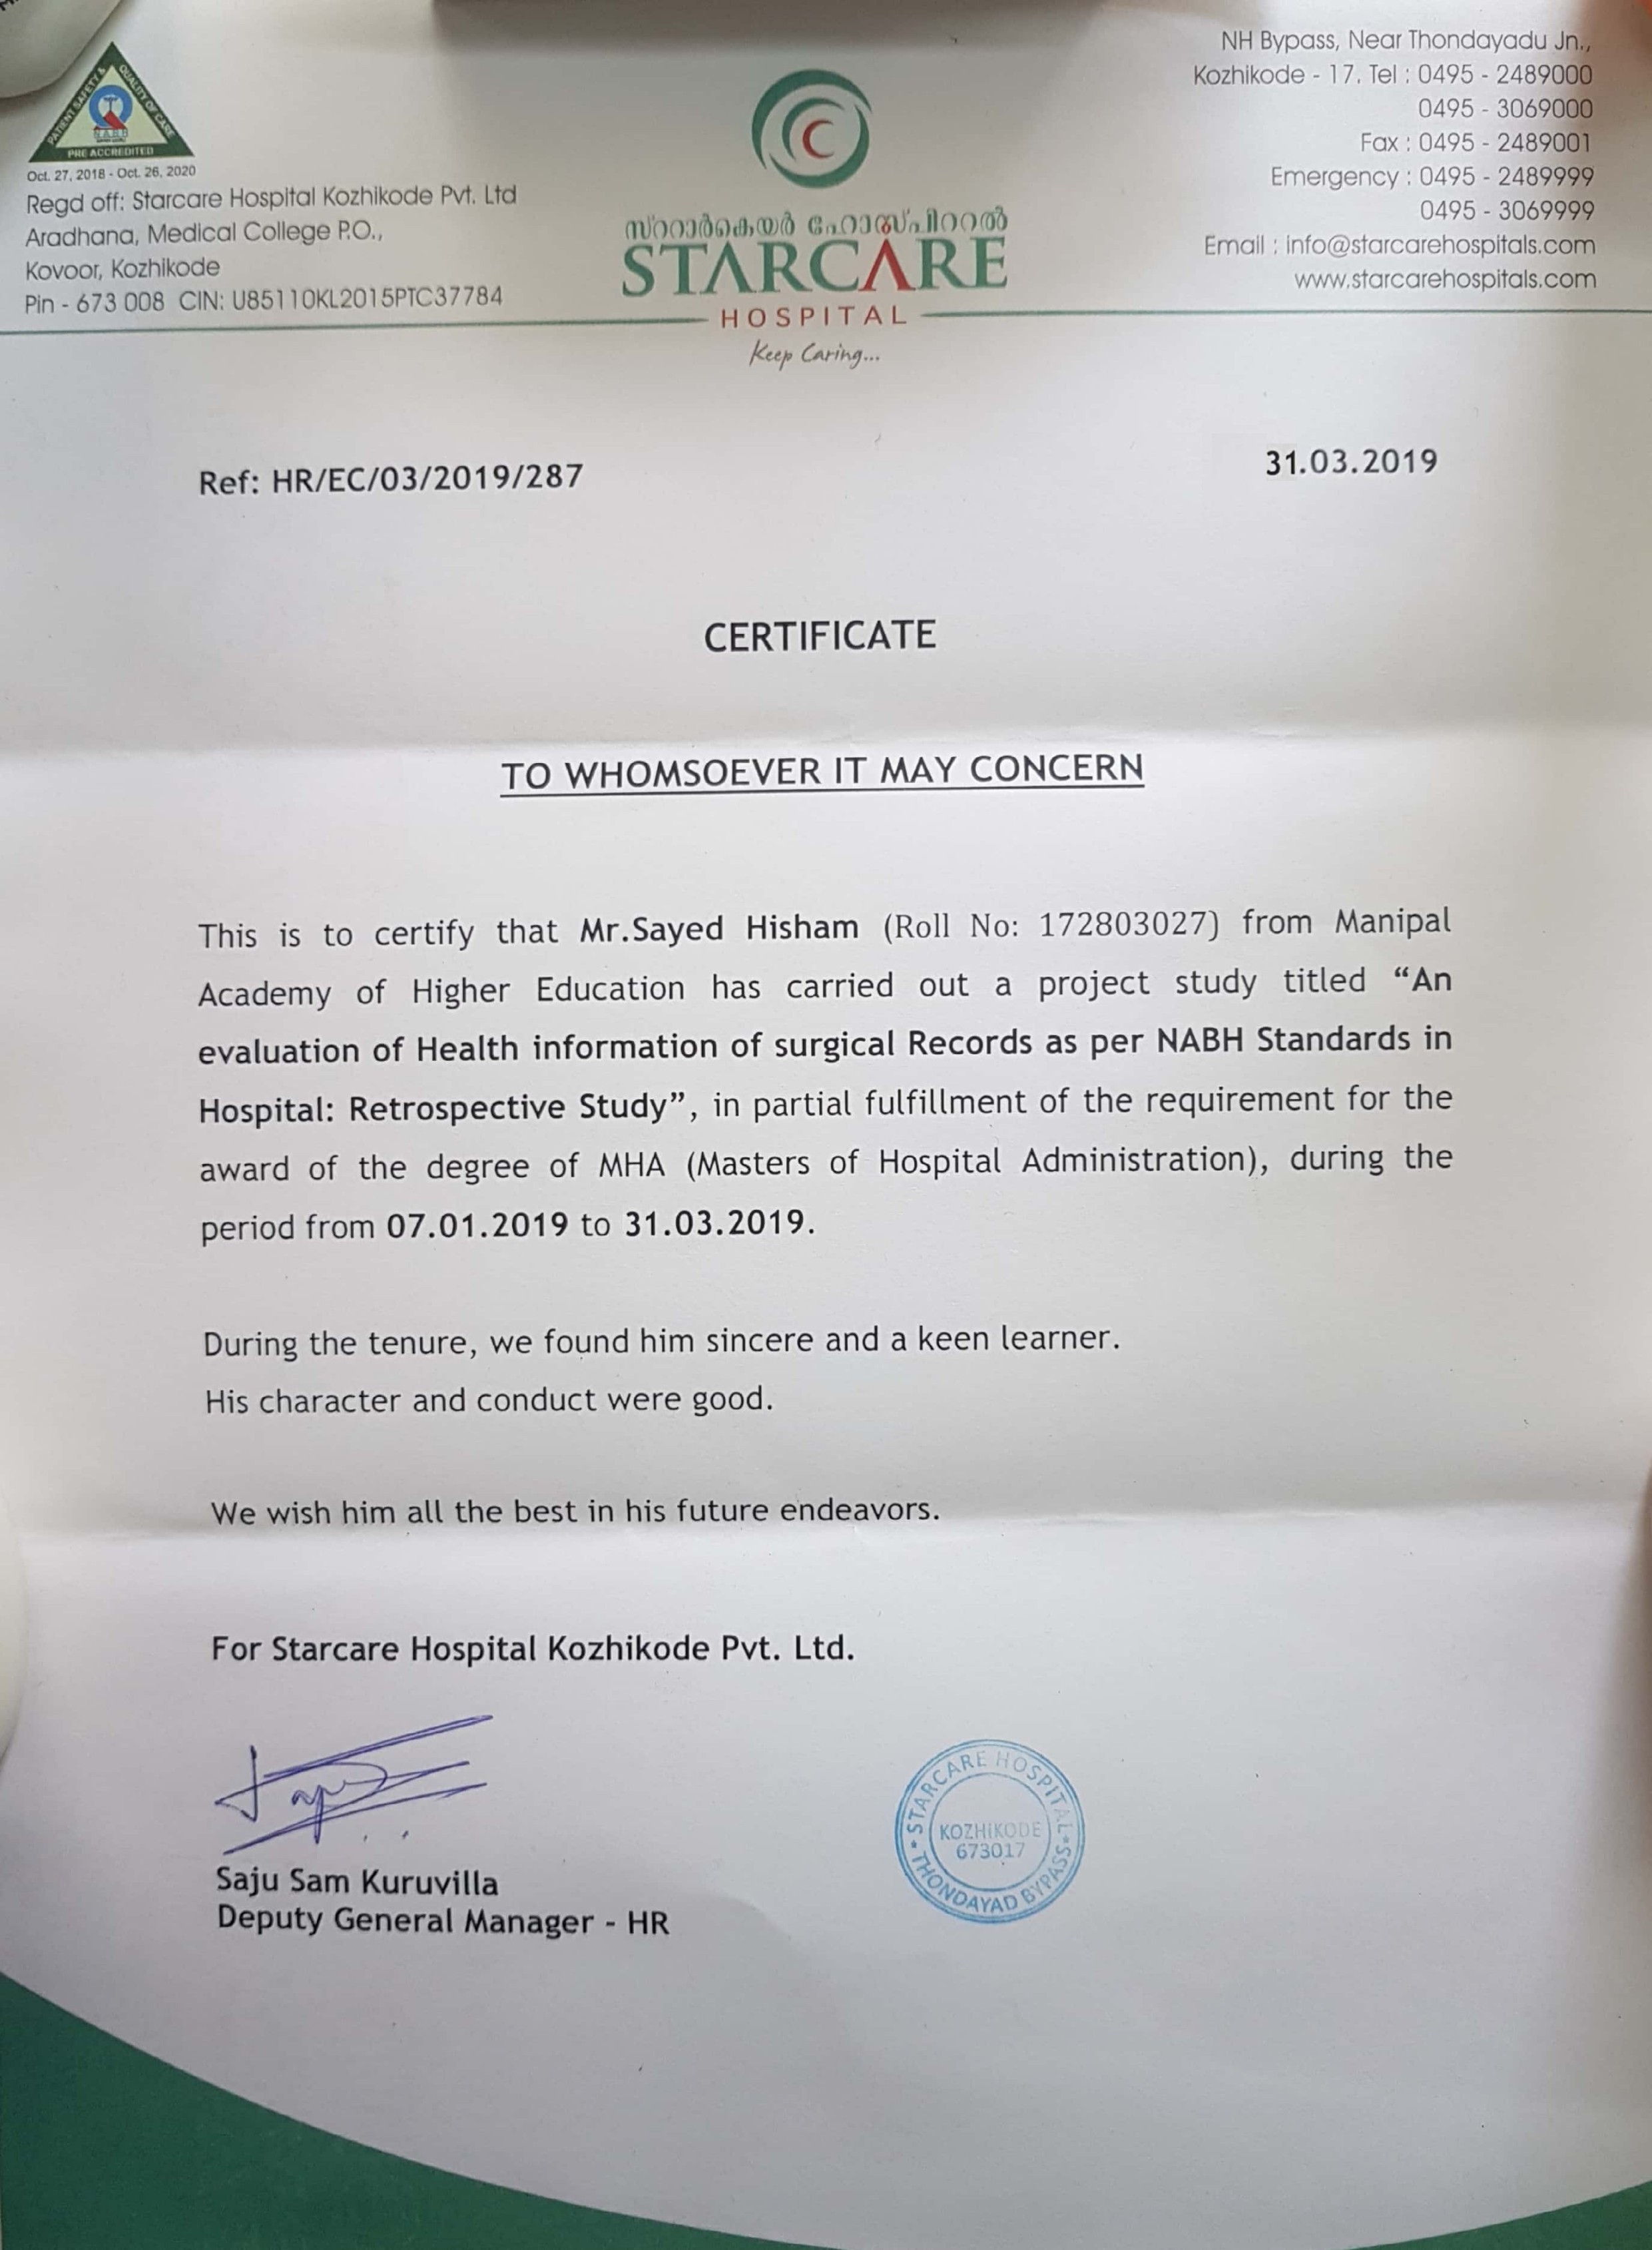 PATIENT SAFETY & QUALITY OF CARE
NABH
PRE ACCREDITED
Oct. 27, 2018 - Oct. 26, 2020
Regd off: Starcare Hospital Kozhikode Pvt. Ltd
Aradhana, Medical College P.O.,
Kovoor, Kozhikode
Pin - 673 008 CIN: U85110KL2015PTC37784
സ്റ്റാർകെയർ ഹോസ്പിറ്റൽ
STARCARE
HOSPITAL
Keep Caring...
NH Bypass, Near Thondayadu Jn.,
Kozhikode - 17. Tel : 0495 - 2489000
0495 - 3069000
Fax : 0495 - 2489001
Emergency : 0495 - 2489999
0495 - 3069999
Email : info@starcarehospitals.com
www.starcarehospitals.com
Ref: HR/EC/03/2019/287
31.03.2019
CERTIFICATE
TO WHOMSOEVER IT MAY CONCERN
This is to certify that Mr.Sayed Hisham (Roll No: 172803027) from Manipal
Academy of Higher Education has carried out a project study titled “An
evaluation of Health information of surgical Records as per NABH Standards in
Hospital: Retrospective Study”, in partial fulfillment of the requirement for the
award of the degree of MHA (Masters of Hospital Administration), during the
period from 07.01.2019 to 31.03.2019.
During the tenure, we found him sincere and a keen learner.
His character and conduct were good.
We wish him all the best in his future endeavors.
For Starcare Hospital Kozhikode Pvt. Ltd.
Saju Sam Kuruvilla
Deputy General Manager - HR
STARCARE HOSPITAL
KOZHIKODE
673017
THONDAYAD BYPASS